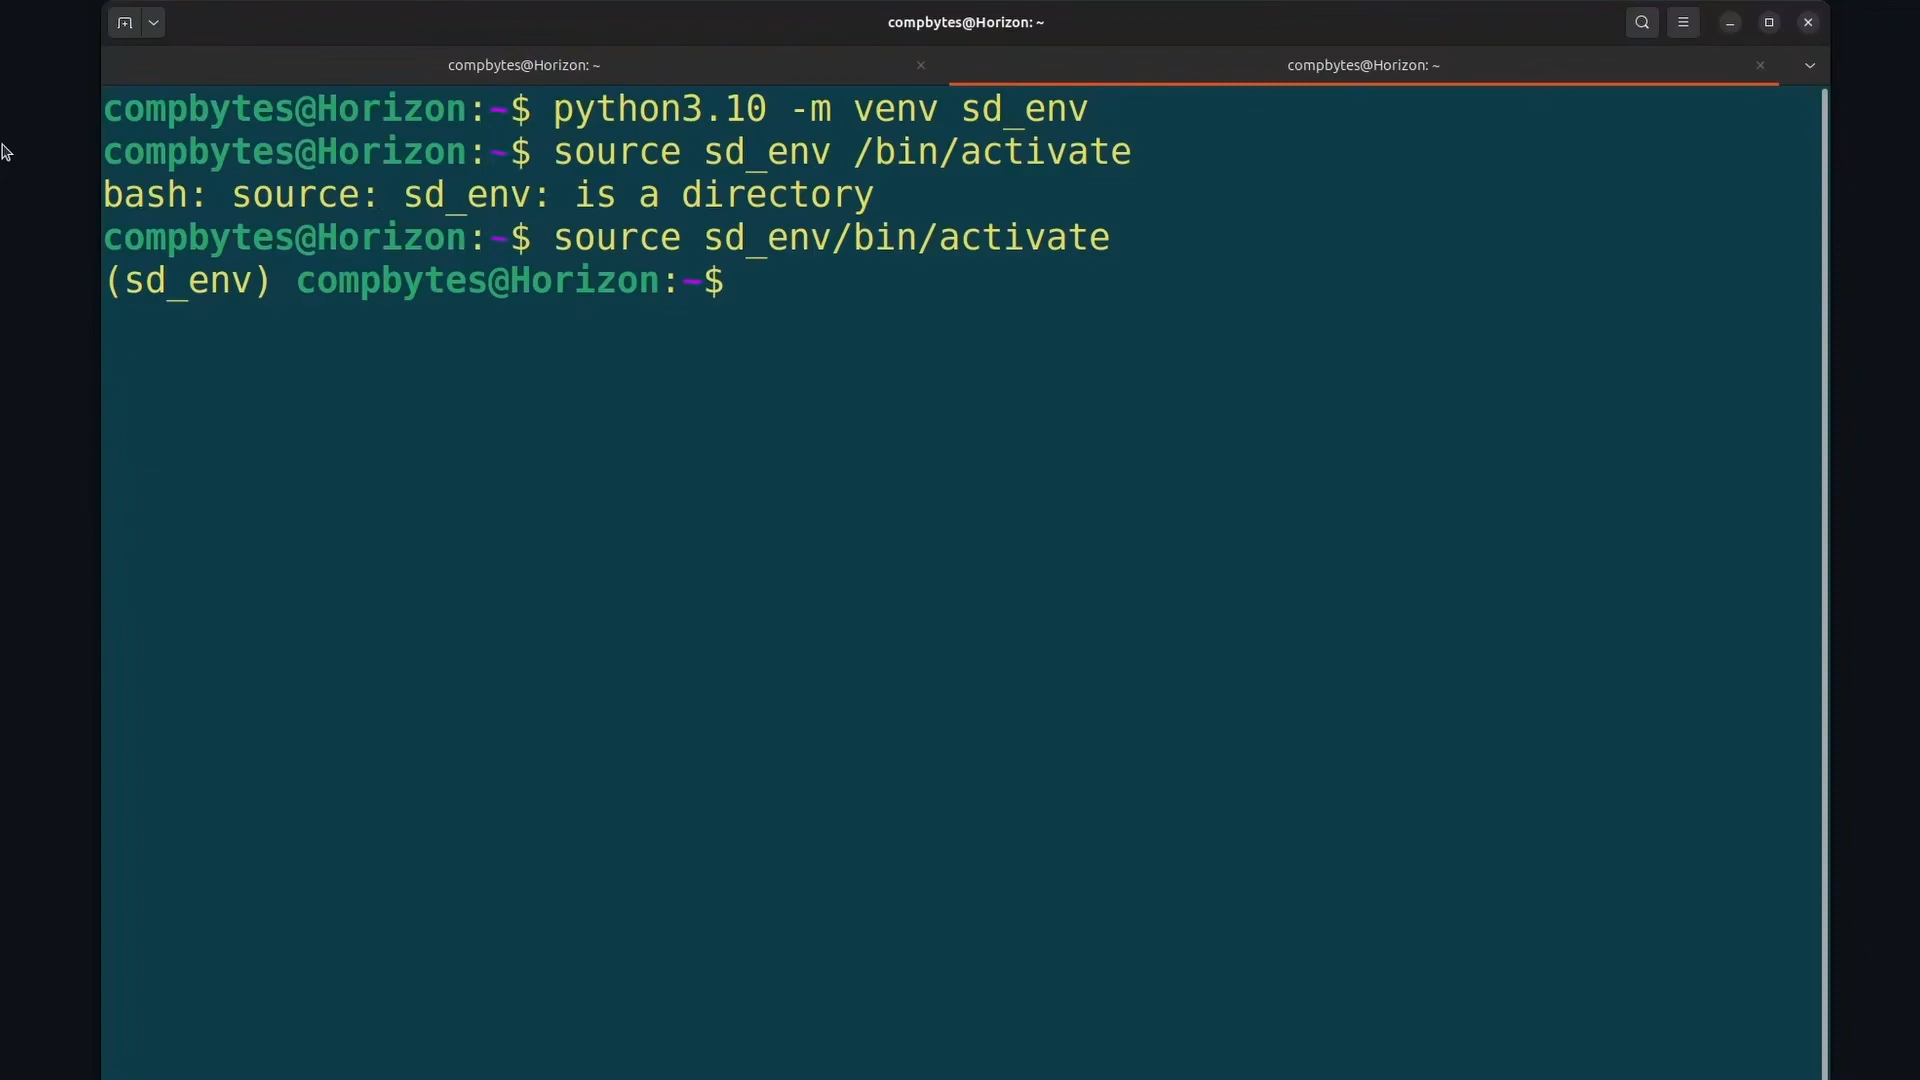 compbytes@Horizon: ~
compbytes@Horizon: ~
compbytes@Horizon: ~
compbytes@Horizon:~$ python3.10 -m venv sd_env
compbytes@Horizon:~$ source sd_env /bin/activate
bash: source: sd_env: is a directory
compbytes@Horizon:~$ source sd_env/bin/activate
(sd_env) compbytes@Horizon:~$